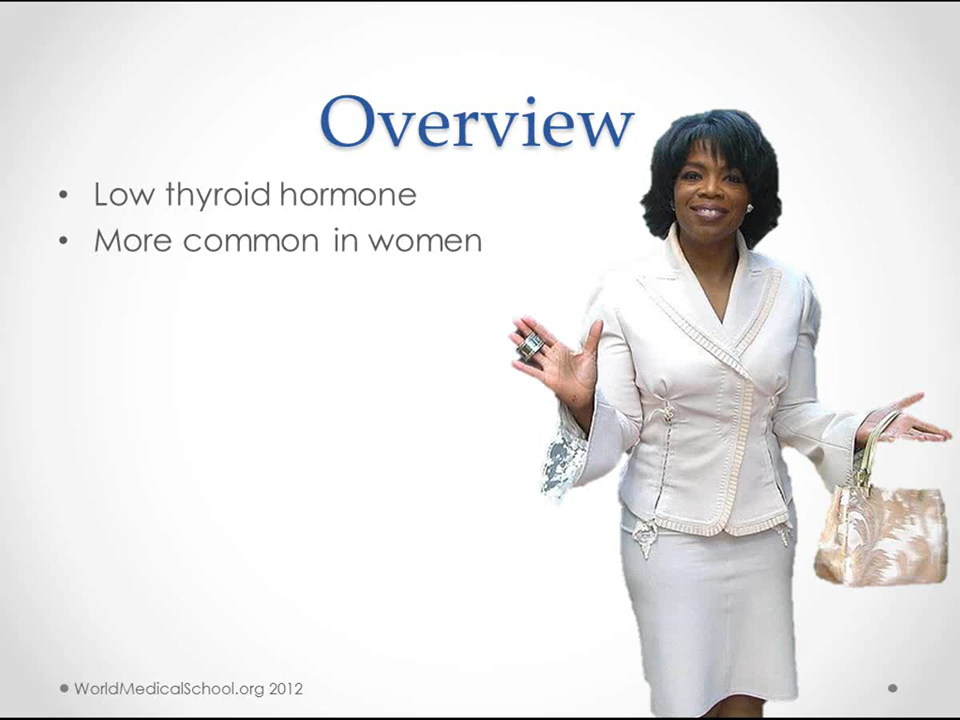 Overview
• Low thyroid hormone
• More common in women
WorldMedicalSchool.org 2012